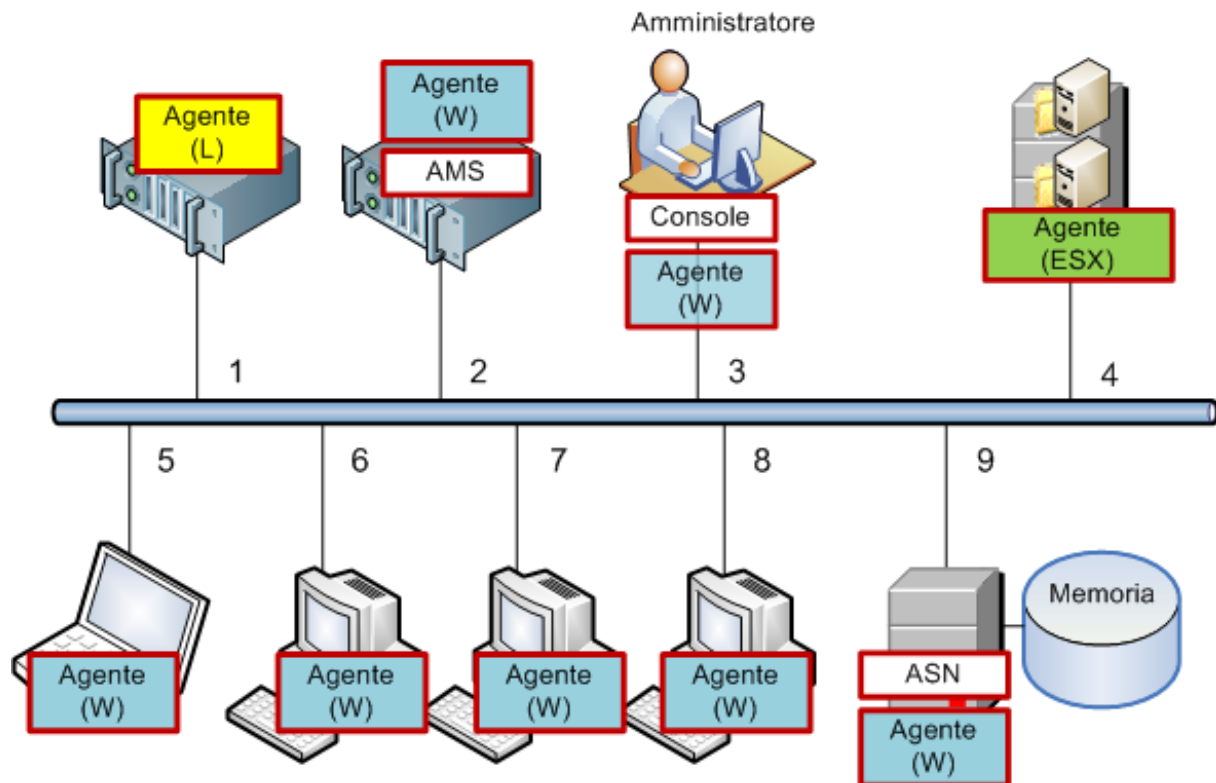 Amministratore
Agente
(L)
Agente
(W)
AMS
Console
Agente
(W)
Agente
(ESX)
1
2
3
4
5
6
7
8
9
Agente
(W)
Agente
(W)
Agente
(W)
Agente
(W)
ASN
Agente
(W)
Memoria